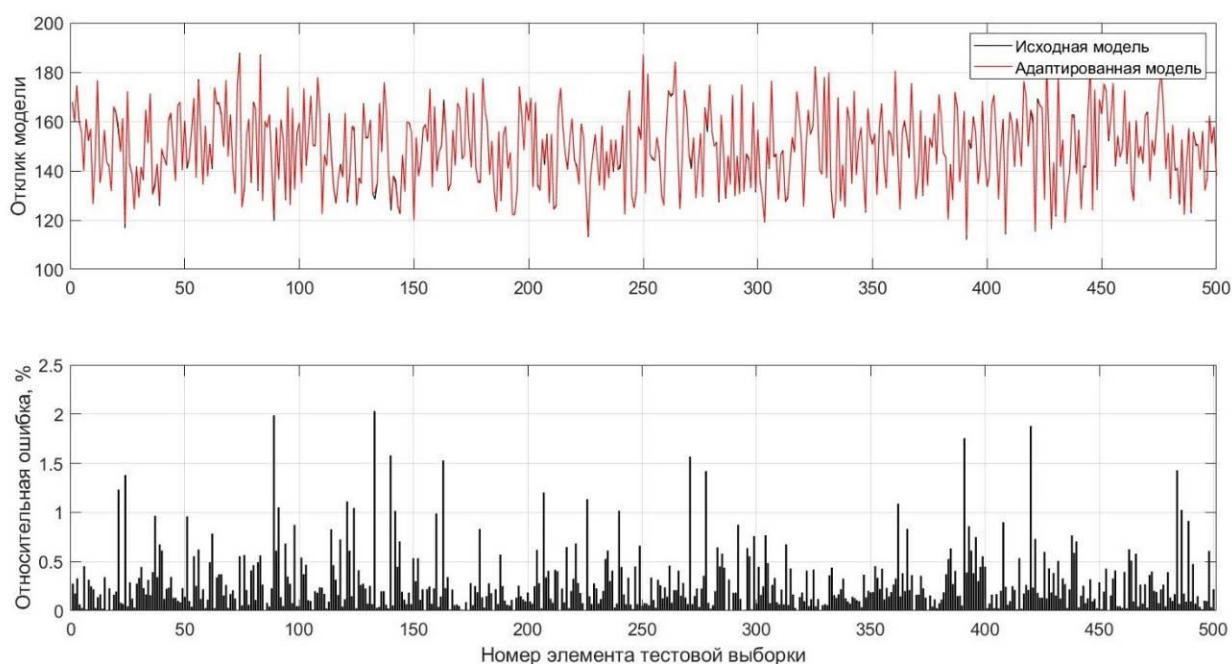 200
180
160
140
120
100
Отклик модели
Исходная модель
Адаптированная модель
0 50 100 150 200 250 300 350 400 450 500
2.5
2
1.5
1
0.5
0
Относительная ошибка, %
0 50 100 150 200 250 300 350 400 450 500
Номер элемента тестовой выборки